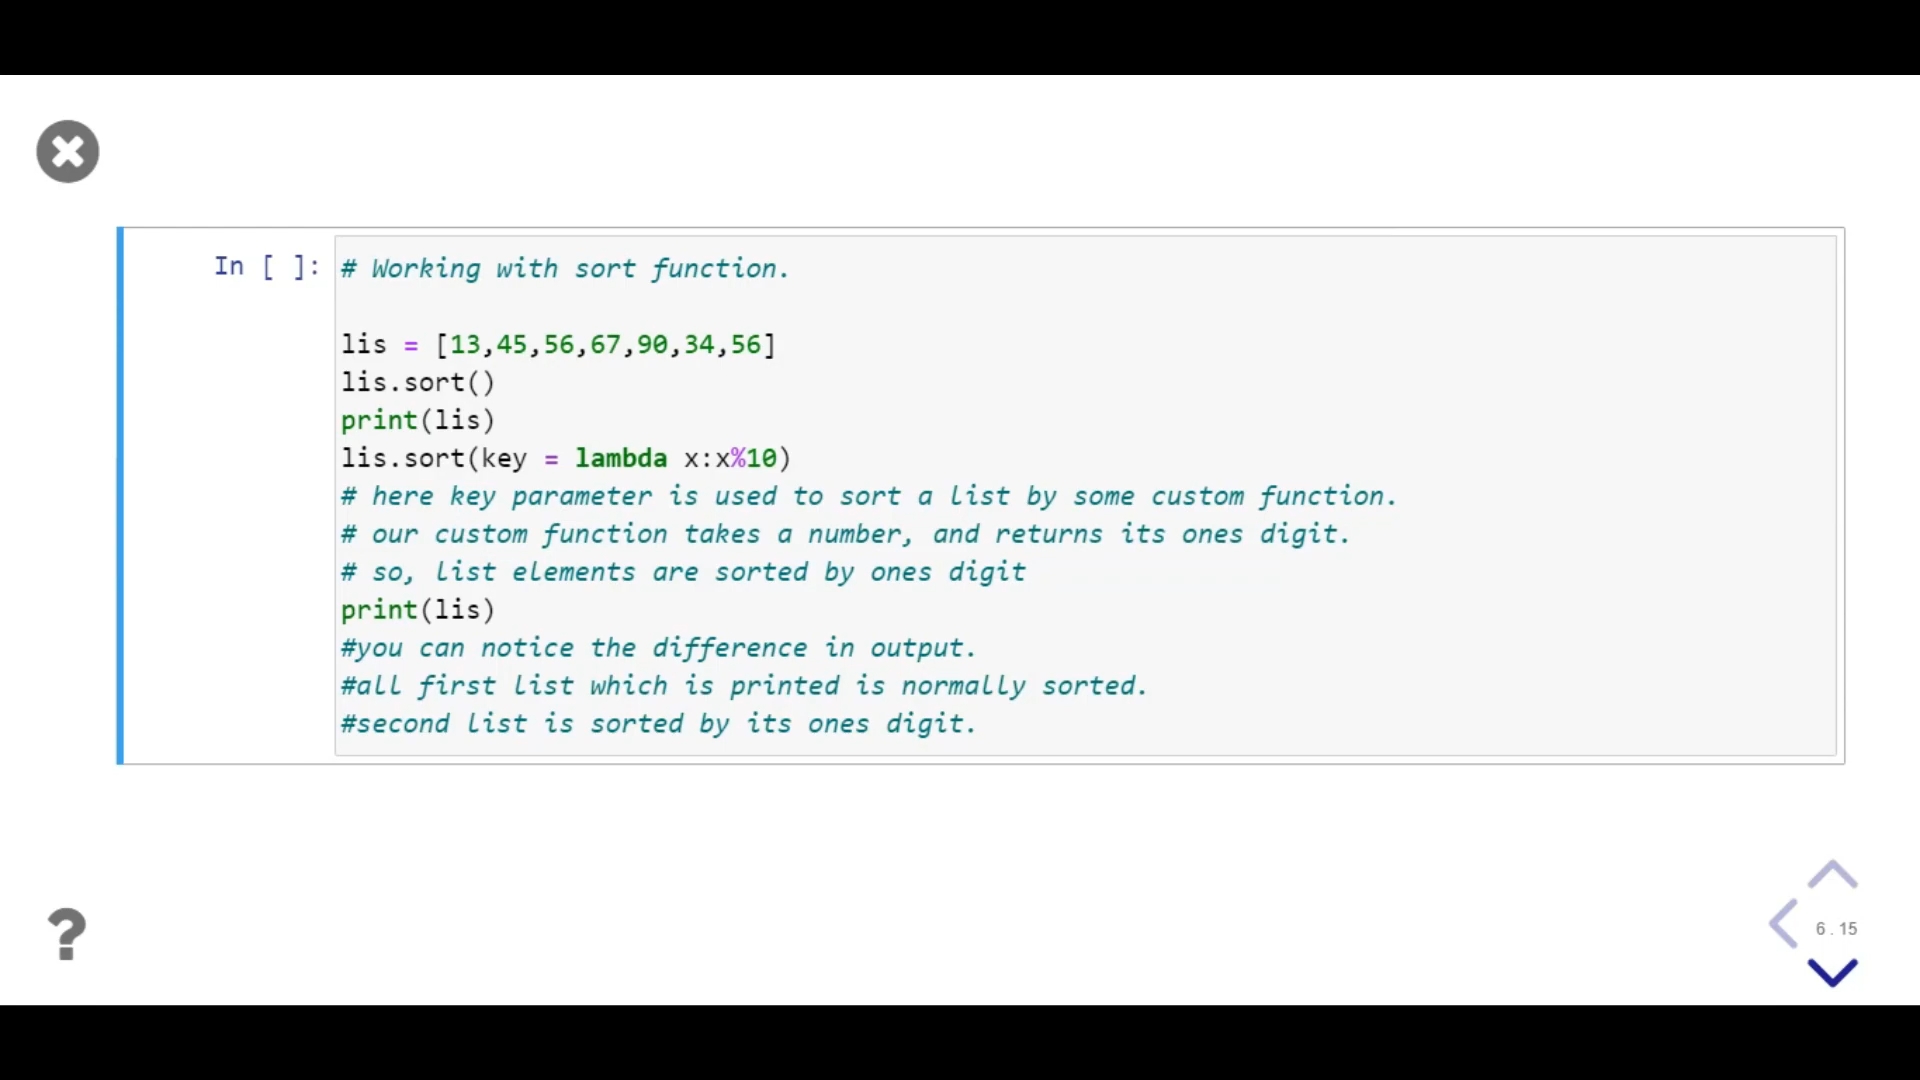 In [ ]: # Working with sort function.
lis = [13,45,56,67,90,34,56]
lis.sort()
print(lis)
lis.sort(key = lambda x:x%10)
# here key parameter is used to sort a list by some custom function.
# our custom function takes a number, and returns its ones digit.
# so, list elements are sorted by ones digit
print(lis)
#you can notice the difference in output.
#all first list which is printed is normally sorted.
#second list is sorted by its ones digit.
?
6.15